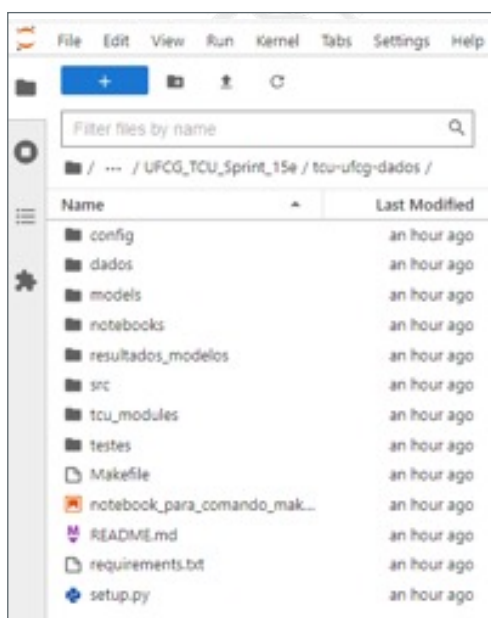 File Edit View Run Kernel Tabs Settings Help
+
Filter files by name
/ ··· / UFCG_TCU_Sprint_15e / tcu-ufcg-dados /
Name Last Modified
config an hour ago
dados an hour ago
models an hour ago
notebooks an hour ago
resultados_modelos an hour ago
src an hour ago
tcu_modules an hour ago
testes an hour ago
Makefile an hour ago
notebook_para_comando_mak... an hour ago
README.md an hour ago
requirements.txt an hour ago
setup.py an hour ago